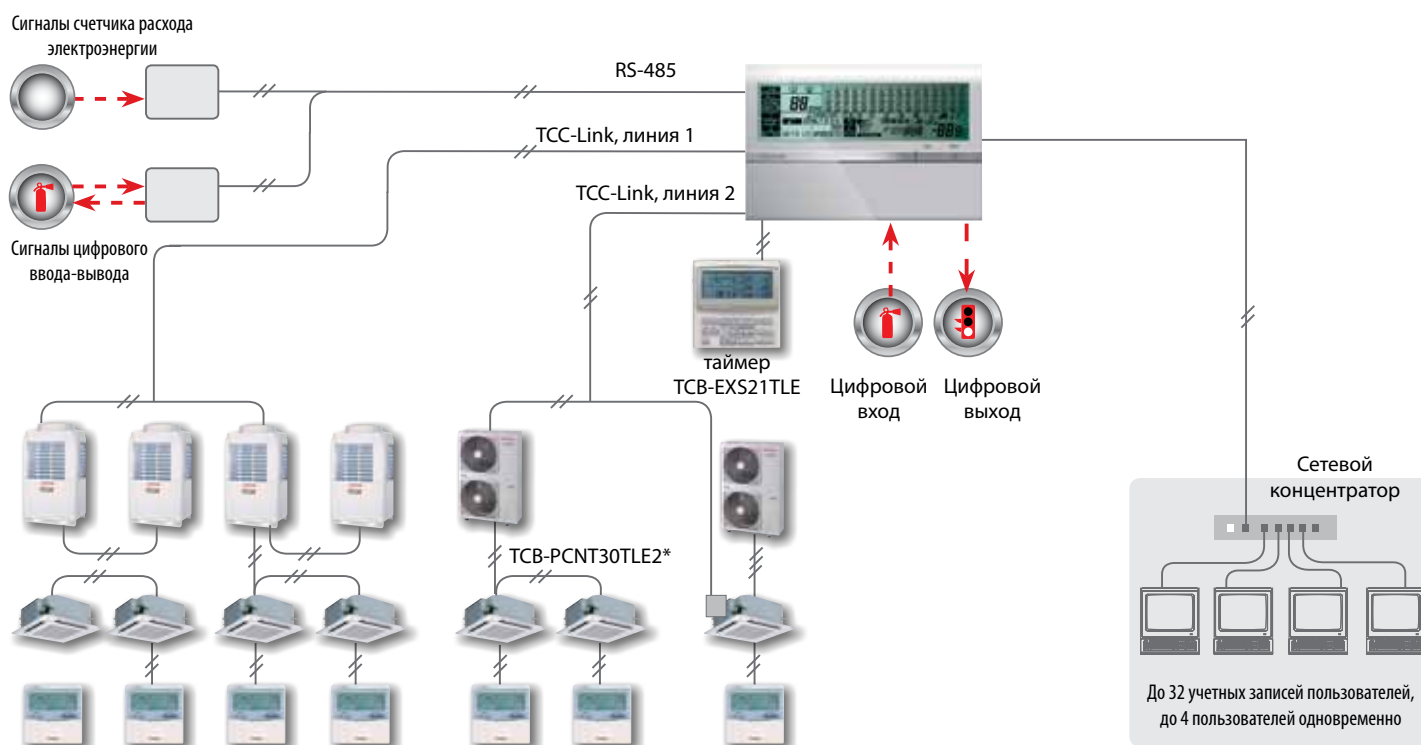 Сигналы счетчика расхода
электроэнергии
RS-485
TCC-Link, линия 1
TCC-Link, линия 2
Сигналы цифрового
ввода-вывода
таймер
TCB-EXS21TLE
Цифровой
вход
Цифровой
выход
Сетевой
концентратор
TCB-PCNT30TLE2*
До 32 учетных записей пользователей,
до 4 пользователей одновременно